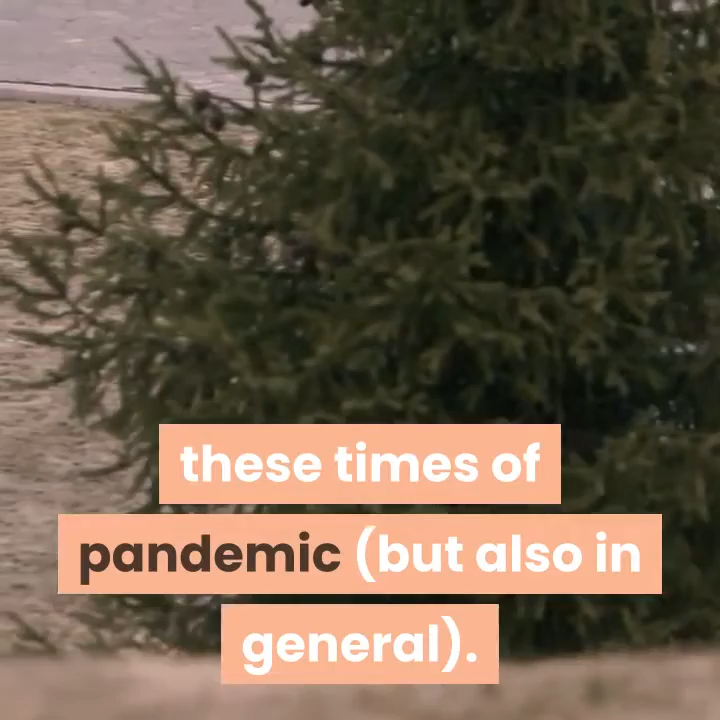 these times of
pandemic (but also in
general).